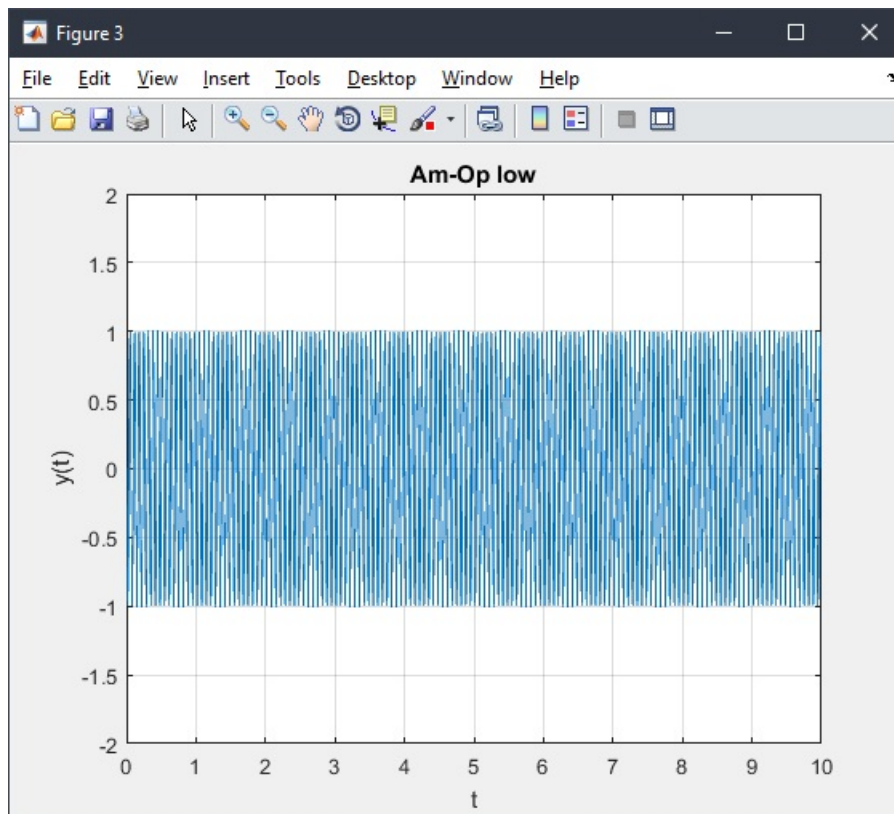 Figure 3
File Edit View Insert Tools Desktop Window Help
Am-Op low
2
1.5
1
0.5
0
-0.5
-1
-1.5
-2
y(t)
0 1 2 3 4 5 6 7 8 9 10
t